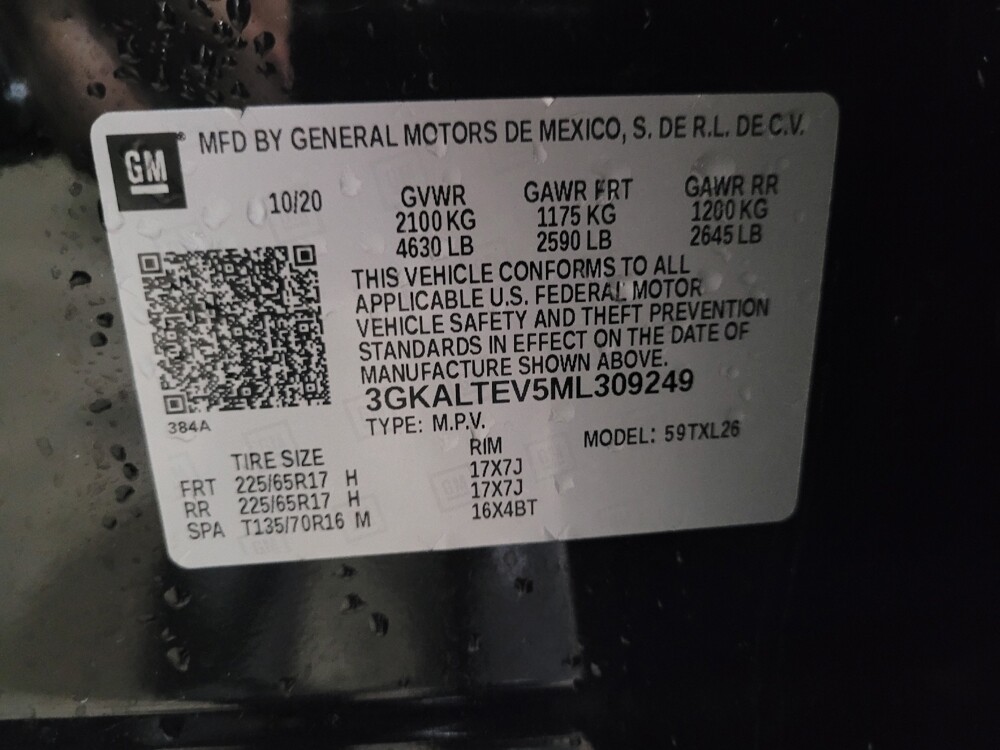 GM ® MFD BY GENERAL MOTORS DE MEXICO, S. DE R.L. DE C.V.
10/20 GVWR GAWR FRT GAWR RR
2100 KG 1175 KG 1200 KG
4630 LB 2590 LB 2645 LB
THIS VEHICLE CONFORMS TO ALL
APPLICABLE U.S. FEDERAL MOTOR
VEHICLE SAFETY AND THEFT PREVENTION
STANDARDS IN EFFECT ON THE DATE OF
MANUFACTURE SHOWN ABOVE.
3GKALTEV5ML309249
384A
TYPE: M.P.V. MODEL: 59TXL26
TIRE SIZE RIM
FRT 225/65R17 H 17X7J
RR 225/65R17 H 17X7J
SPA T135/70R16 M 16X4BT